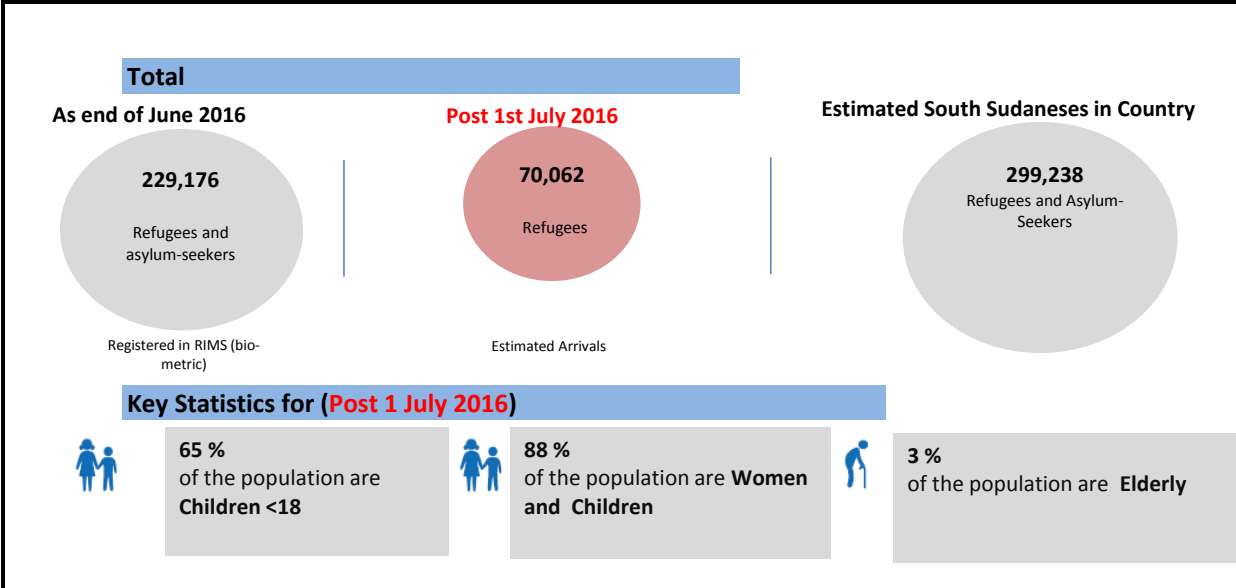 Total
As end of June 2016
229,176
Refugees and
asylum-seekers
Registered in RIMS (bio-
metric)
Post 1st July 2016
70,062
Refugees
Estimated Arrivals
Estimated South Sudaneses in Country
299,238
Refugees and Asylum-
Seekers
Key Statistics for (Post 1 July 2016)
65 %
of the population are
Children <18
88 %
of the population are Women
and Children
3 %
of the population are Elderly